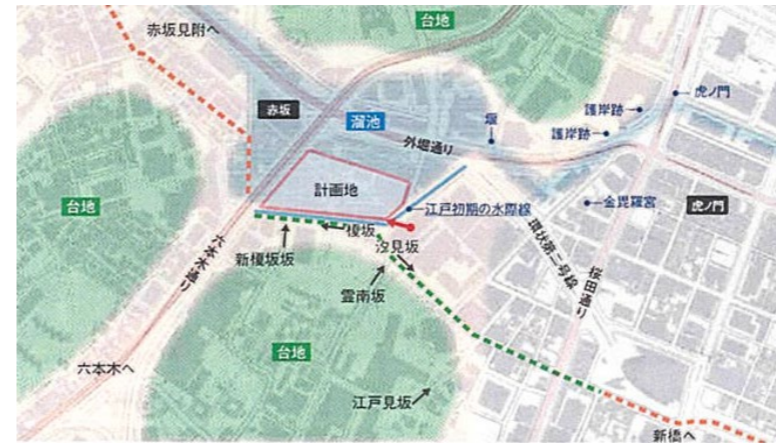 台地
赤坂見附へ
虎ノ門
護岸跡
赤坂
溜池
堰
護岸跡
外堀通り
計画地
金毘羅宮
虎ノ門
江戸初期の水際線
台地
榎坂
汐見坂
新榎坂坂
環状第二号線
桜田通り
六本木通り
霊南坂
台地
六本木へ
江戸見坂
新橋へ